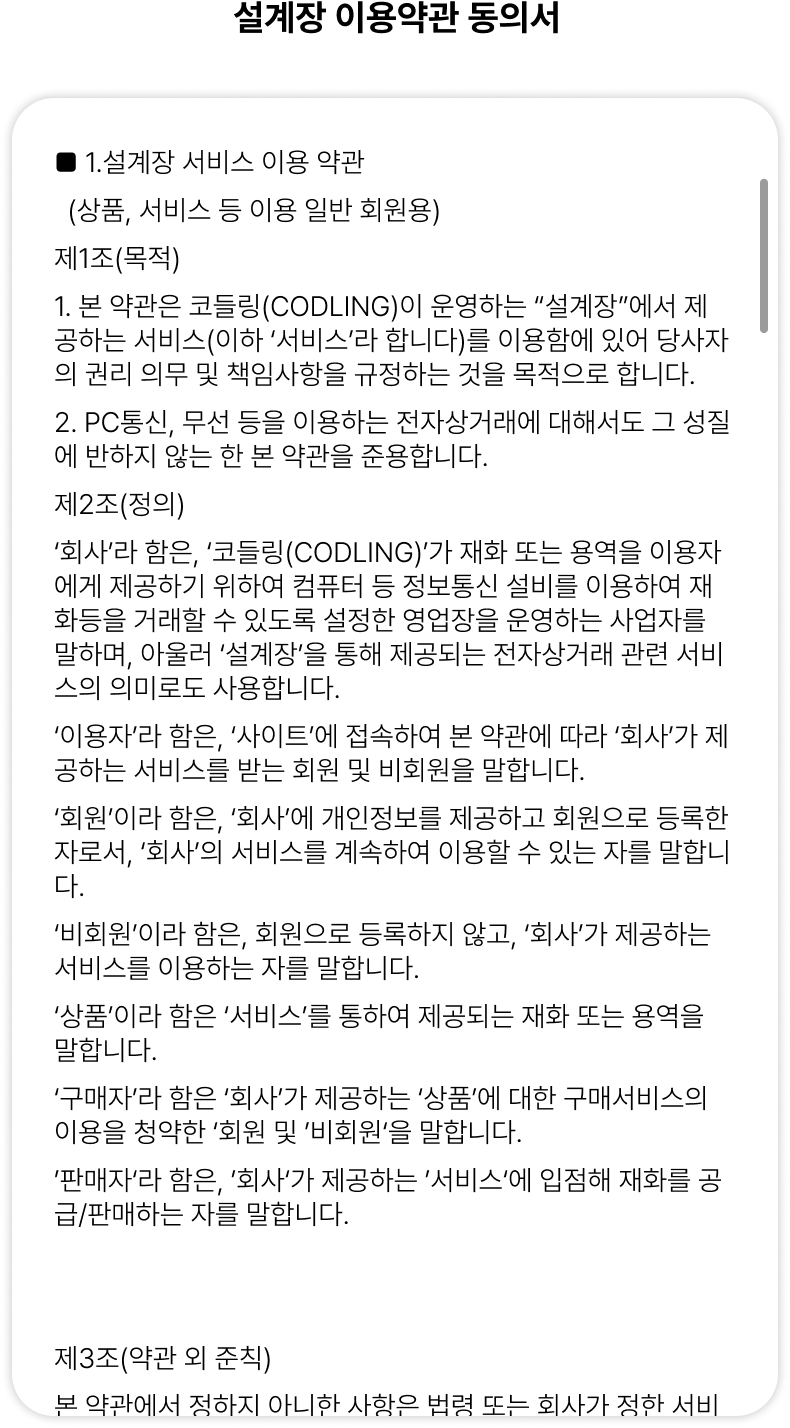 설계장 이용약관 동의서
■ 1.설계장 서비스 이용 약관
(상품, 서비스 등 이용 일반 회원용)
제1조(목적)
1. 본 약관은 코들링(CODLING)이 운영하는 “설계장”에서 제
공하는 서비스(이하 ‘서비스’라 합니다)를 이용함에 있어 당사자
의 권리 의무 및 책임사항을 규정하는 것을 목적으로 합니다.
2. PC통신, 무선 등을 이용하는 전자상거래에 대해서도 그 성질
에 반하지 않는 한 본 약관을 준용합니다.
제2조(정의)
‘회사’라 함은, ‘코들링(CODLING)’가 재화 또는 용역을 이용자
에게 제공하기 위하여 컴퓨터 등 정보통신 설비를 이용하여 재
화등을 거래할 수 있도록 설정한 영업장을 운영하는 사업자를
말하며, 아울러 ‘설계장’을 통해 제공되는 전자상거래 관련 서비
스의 의미로도 사용합니다.
‘이용자’라 함은, ‘사이트’에 접속하여 본 약관에 따라 ‘회사’가 제
공하는 서비스를 받는 회원 및 비회원을 말합니다.
‘회원’이라 함은, ‘회사’에 개인정보를 제공하고 회원으로 등록한
자로서, ‘회사’의 서비스를 계속하여 이용할 수 있는 자를 말합니
다.
‘비회원’이라 함은, 회원으로 등록하지 않고, ‘회사’가 제공하는
서비스를 이용하는 자를 말합니다.
‘상품’이라 함은 ‘서비스’를 통하여 제공되는 재화 또는 용역을
말합니다.
‘구매자’라 함은 ‘회사’가 제공하는 ‘상품’에 대한 구매서비스의
이용을 청약한 ‘회원 및 ’비회원‘을 말합니다.
’판매자‘라 함은, ’회사‘가 제공하는 ’서비스‘에 입점해 재화를 공
급/판매하는 자를 말합니다.
제3조(약관 외 준칙)
본 약관에서 정하지 아니한 사항은 법령 또는 회사가 정한 서비